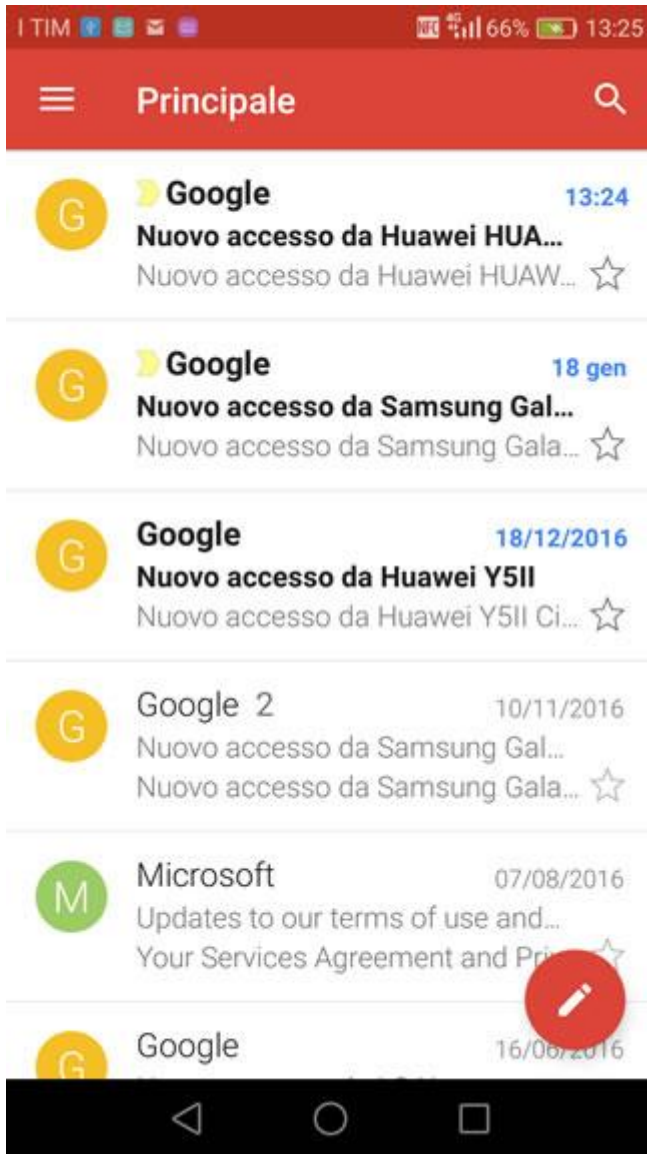 I TIM NFC 4G 66% 13:25
Principale
G Google 13:24
Nuovo accesso da Huawei HUA...
Nuovo accesso da Huawei HUAW...
G Google 18 gen
Nuovo accesso da Samsung Gal...
Nuovo accesso da Samsung Gala...
G Google 18/12/2016
Nuovo accesso da Huawei Y5II
Nuovo accesso da Huawei Y5II Ci...
G Google 2 10/11/2016
Nuovo accesso da Samsung Gal...
Nuovo accesso da Samsung Gala...
M Microsoft 07/08/2016
Updates to our terms of use and...
Your Services Agreement and
G Google 16/06/2016